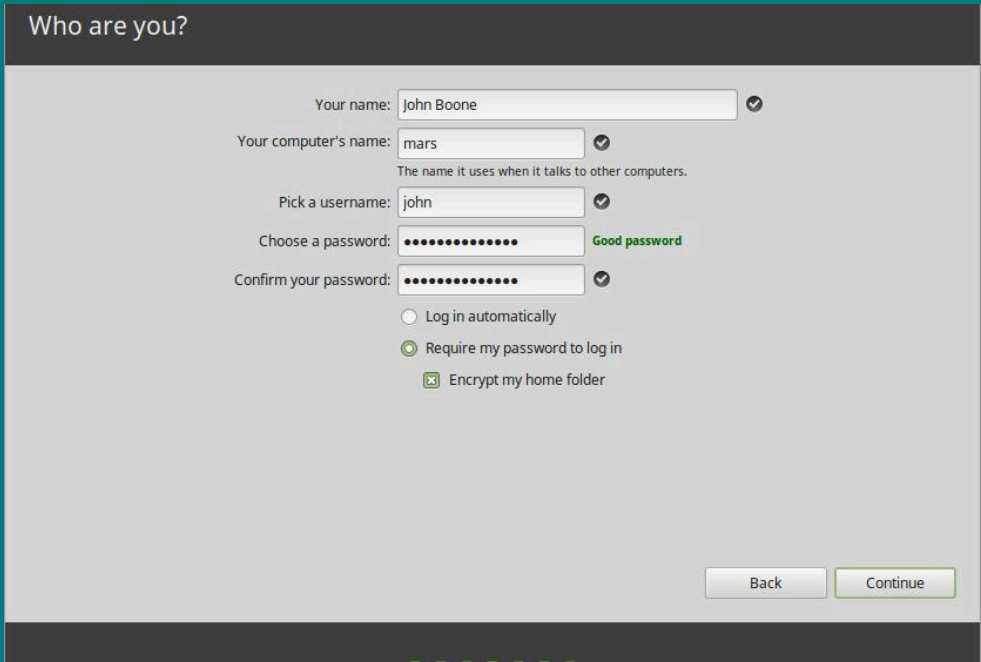 Who are you?
Your name: John Boone
Your computer's name: mars
The name it uses when it talks to other computers.
Pick a username: john
Choose a password: ●●●●●●●●●●●●●● Good password
Confirm your password: ●●●●●●●●●●●●●●
Log in automatically
Require my password to log in
Encrypt my home folder
Back Continue